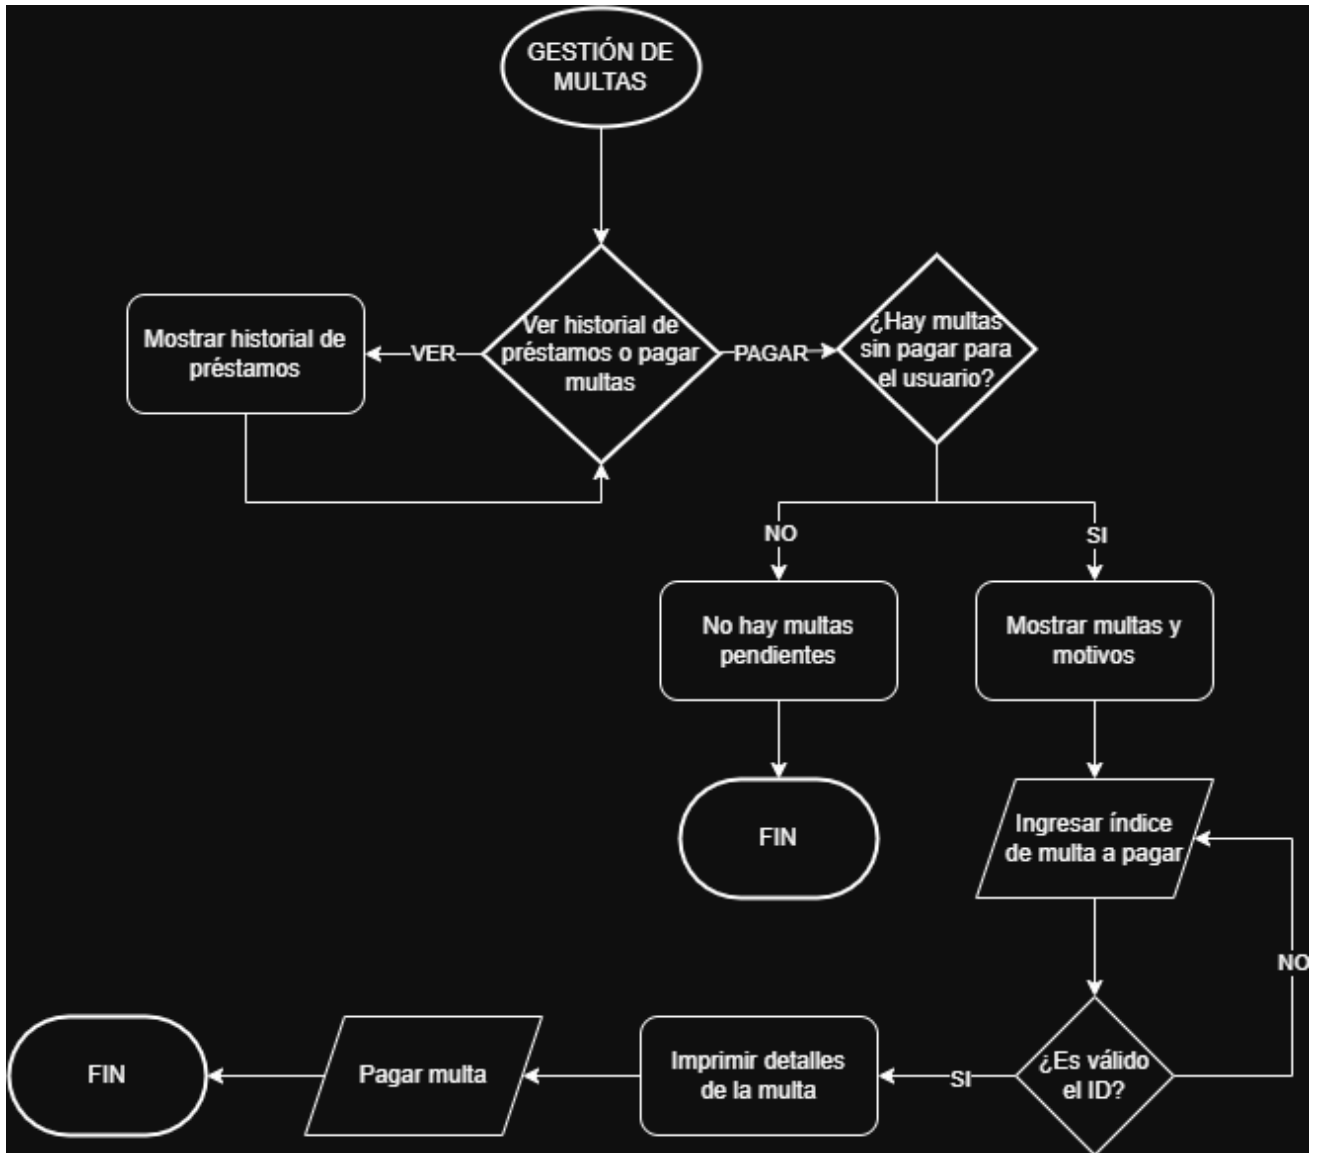 GESTIÓN DE
MULTAS
Mostrar historial de
préstamos
VER
Ver historial de
préstamos o pagar
multas
PAGAR
¿Hay multas
sin pagar para
el usuario?
NO
SI
No hay multas
pendientes
Mostrar multas y
motivos
FIN
Ingresar índice
de multa a pagar
NO
¿Es válido
el ID?
SI
Imprimir detalles
de la multa
Pagar multa
FIN